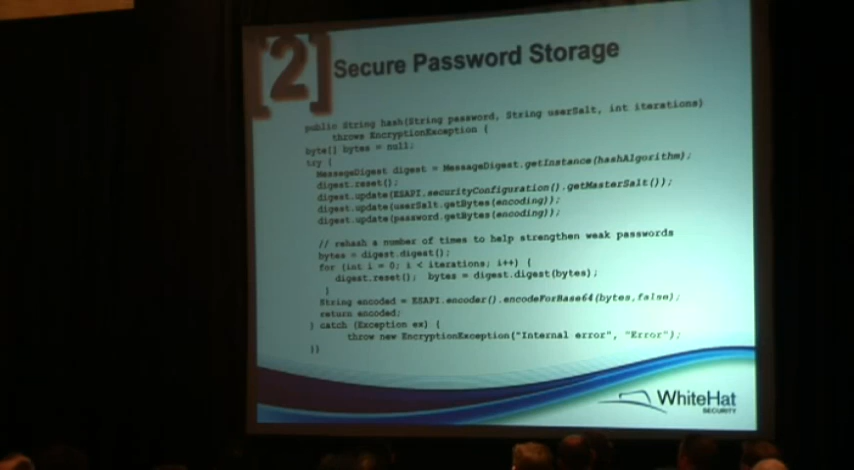 [2] Secure Password Storage
public String hash(String password, String userSalt, int iterations)
throws EncryptionException {
byte[] bytes = null;
try {
MessageDigest digest = MessageDigest.getInstance(hashAlgorithm);
digest.reset();
digest.update(ESAPI.securityConfiguration().getMasterSalt());
digest.update(userSalt.getBytes(encoding));
digest.update(password.getBytes(encoding));
// rehash a number of times to help strengthen weak passwords
bytes = digest.digest();
for (int i = 0; i < iterations; i++) {
digest.reset(); bytes = digest.digest(bytes);
}
String encoded = ESAPI.encoder().encodeForBase64(bytes,false);
return encoded;
} catch (Exception ex) {
throw new EncryptionException("Internal error", "Error");
}}
WhiteHat
SECURITY